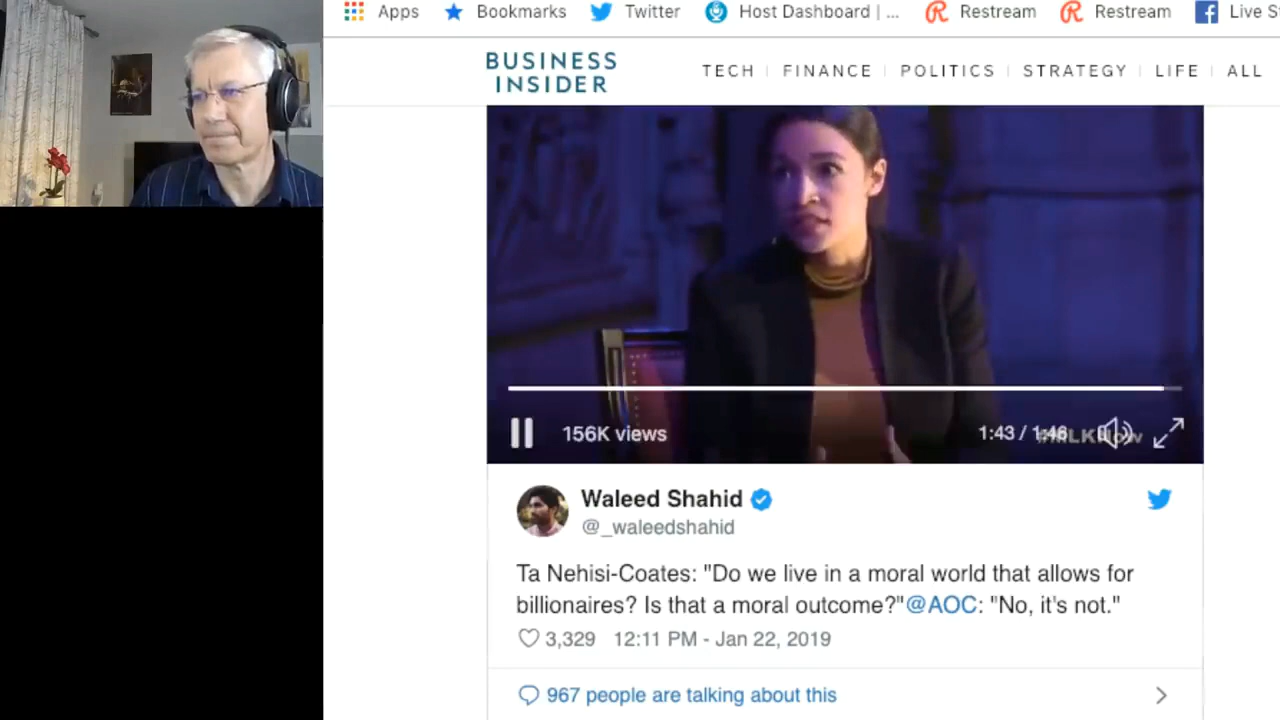 Apps Bookmarks Twitter Host Dashboard | ... Restream Restream Live S
BUSINESS
INSIDER
TECH FINANCE POLITICS STRATEGY LIFE ALL
156K views 1:43 / 1:46
Waleed Shahid
@_waleedshahid
Ta Nehisi-Coates: "Do we live in a moral world that allows for
billionaires? Is that a moral outcome?"@AOC: "No, it's not."
3,329 12:11 PM - Jan 22, 2019
967 people are talking about this